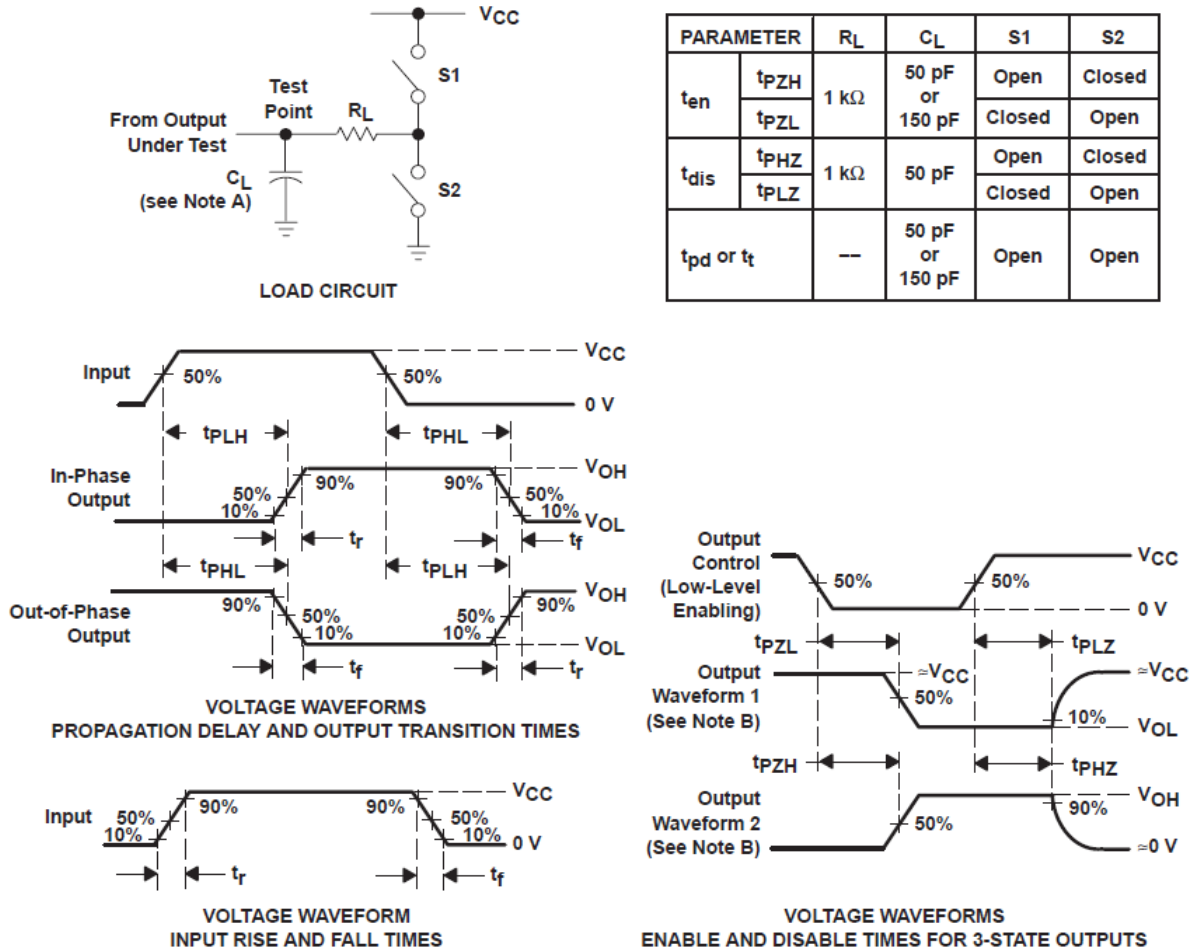 VCC
S1
Test
Point
RL
From Output
Under Test
CL
(see Note A)
S2
LOAD CIRCUIT
PARAMETER RL CL S1 S2
ten tPZH 1 kΩ 50 pF or 150 pF Open Closed
tPZL Closed Open
tdis tPHZ 1 kΩ 50 pF Open Closed
tPLZ Closed Open
tpd or tt –– 50 pF or 150 pF Open Open
Input 50% 50% VCC
0 V
tPLH tPHL
In-Phase
Output
50%
10% 90% 90% 50%
10%
VOH
VOL
tr tf
tPHL tPLH
Out-of-Phase
Output
90% 50%
10% 50%
10% 90%
VOH
VOL
tf tr
VOLTAGE WAVEFORMS
PROPAGATION DELAY AND OUTPUT TRANSITION TIMES
Input 50%
10% 90% 90% 50%
10%
VCC
0 V
tr tf
VOLTAGE WAVEFORM
INPUT RISE AND FALL TIMES
Output
Control
(Low-Level
Enabling)
50% 50%
VCC
0 V
tPZL tPLZ
Output
Waveform 1
(See Note B)
≈VCC
50%
≈VCC
10%
VOL
tPZH tPHZ
Output
Waveform 2
(See Note B)
50%
VOH
90%
≈0 V
VOLTAGE WAVEFORMS
ENABLE AND DISABLE TIMES FOR 3-STATE OUTPUTS